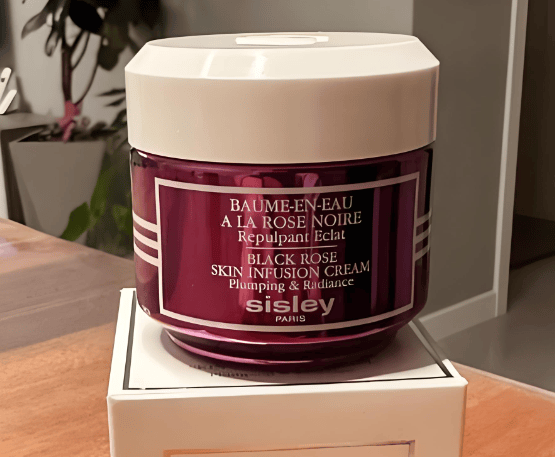 BAUME-EN-EAU
A LA ROSE NOIRE
Repulpant Eclat
BLACK ROSE
SKIN INFUSION CREAM
Plumping & Radiance
sisley
PARIS